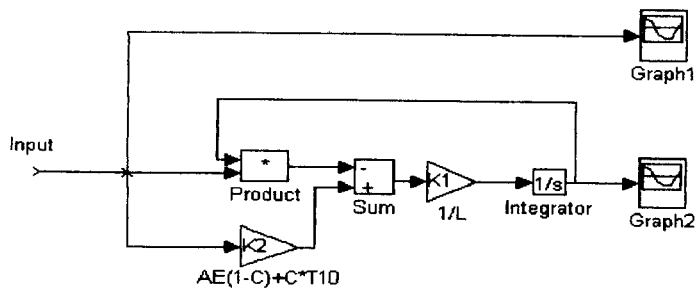 Graph1
Input
*
Product
-
+
Sum
K1
1/L
1/s
Integrator
Graph2
K2
AE(1-C)+C*T10